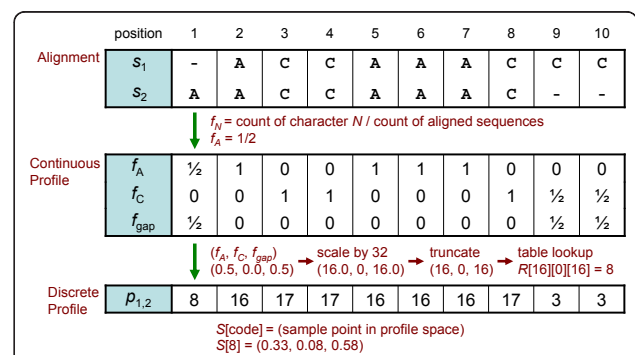 position 1 2 3 4 5 6 7 8 9 10
Alignment s1 - A C C A A A C C C
s2 A A C C A A A C - -
fN = count of character N / count of aligned sequences
fA = 1/2
Continuous Profile
fA ½ 1 0 0 1 1 1 0 0 0
fC 0 0 1 1 0 0 0 1 ½ ½
fgap ½ 0 0 0 0 0 0 0 ½ ½
(fA, fC, fgap) scale by 32 truncate table lookup
(0.5, 0.0, 0.5) (16.0, 0, 16.0) (16, 0, 16) R[16][0][16] = 8
Discrete Profile
p1,2 8 16 17 17 16 16 16 17 3 3
S[code] = (sample point in profile space)
S[8] = (0.33, 0.08, 0.58)